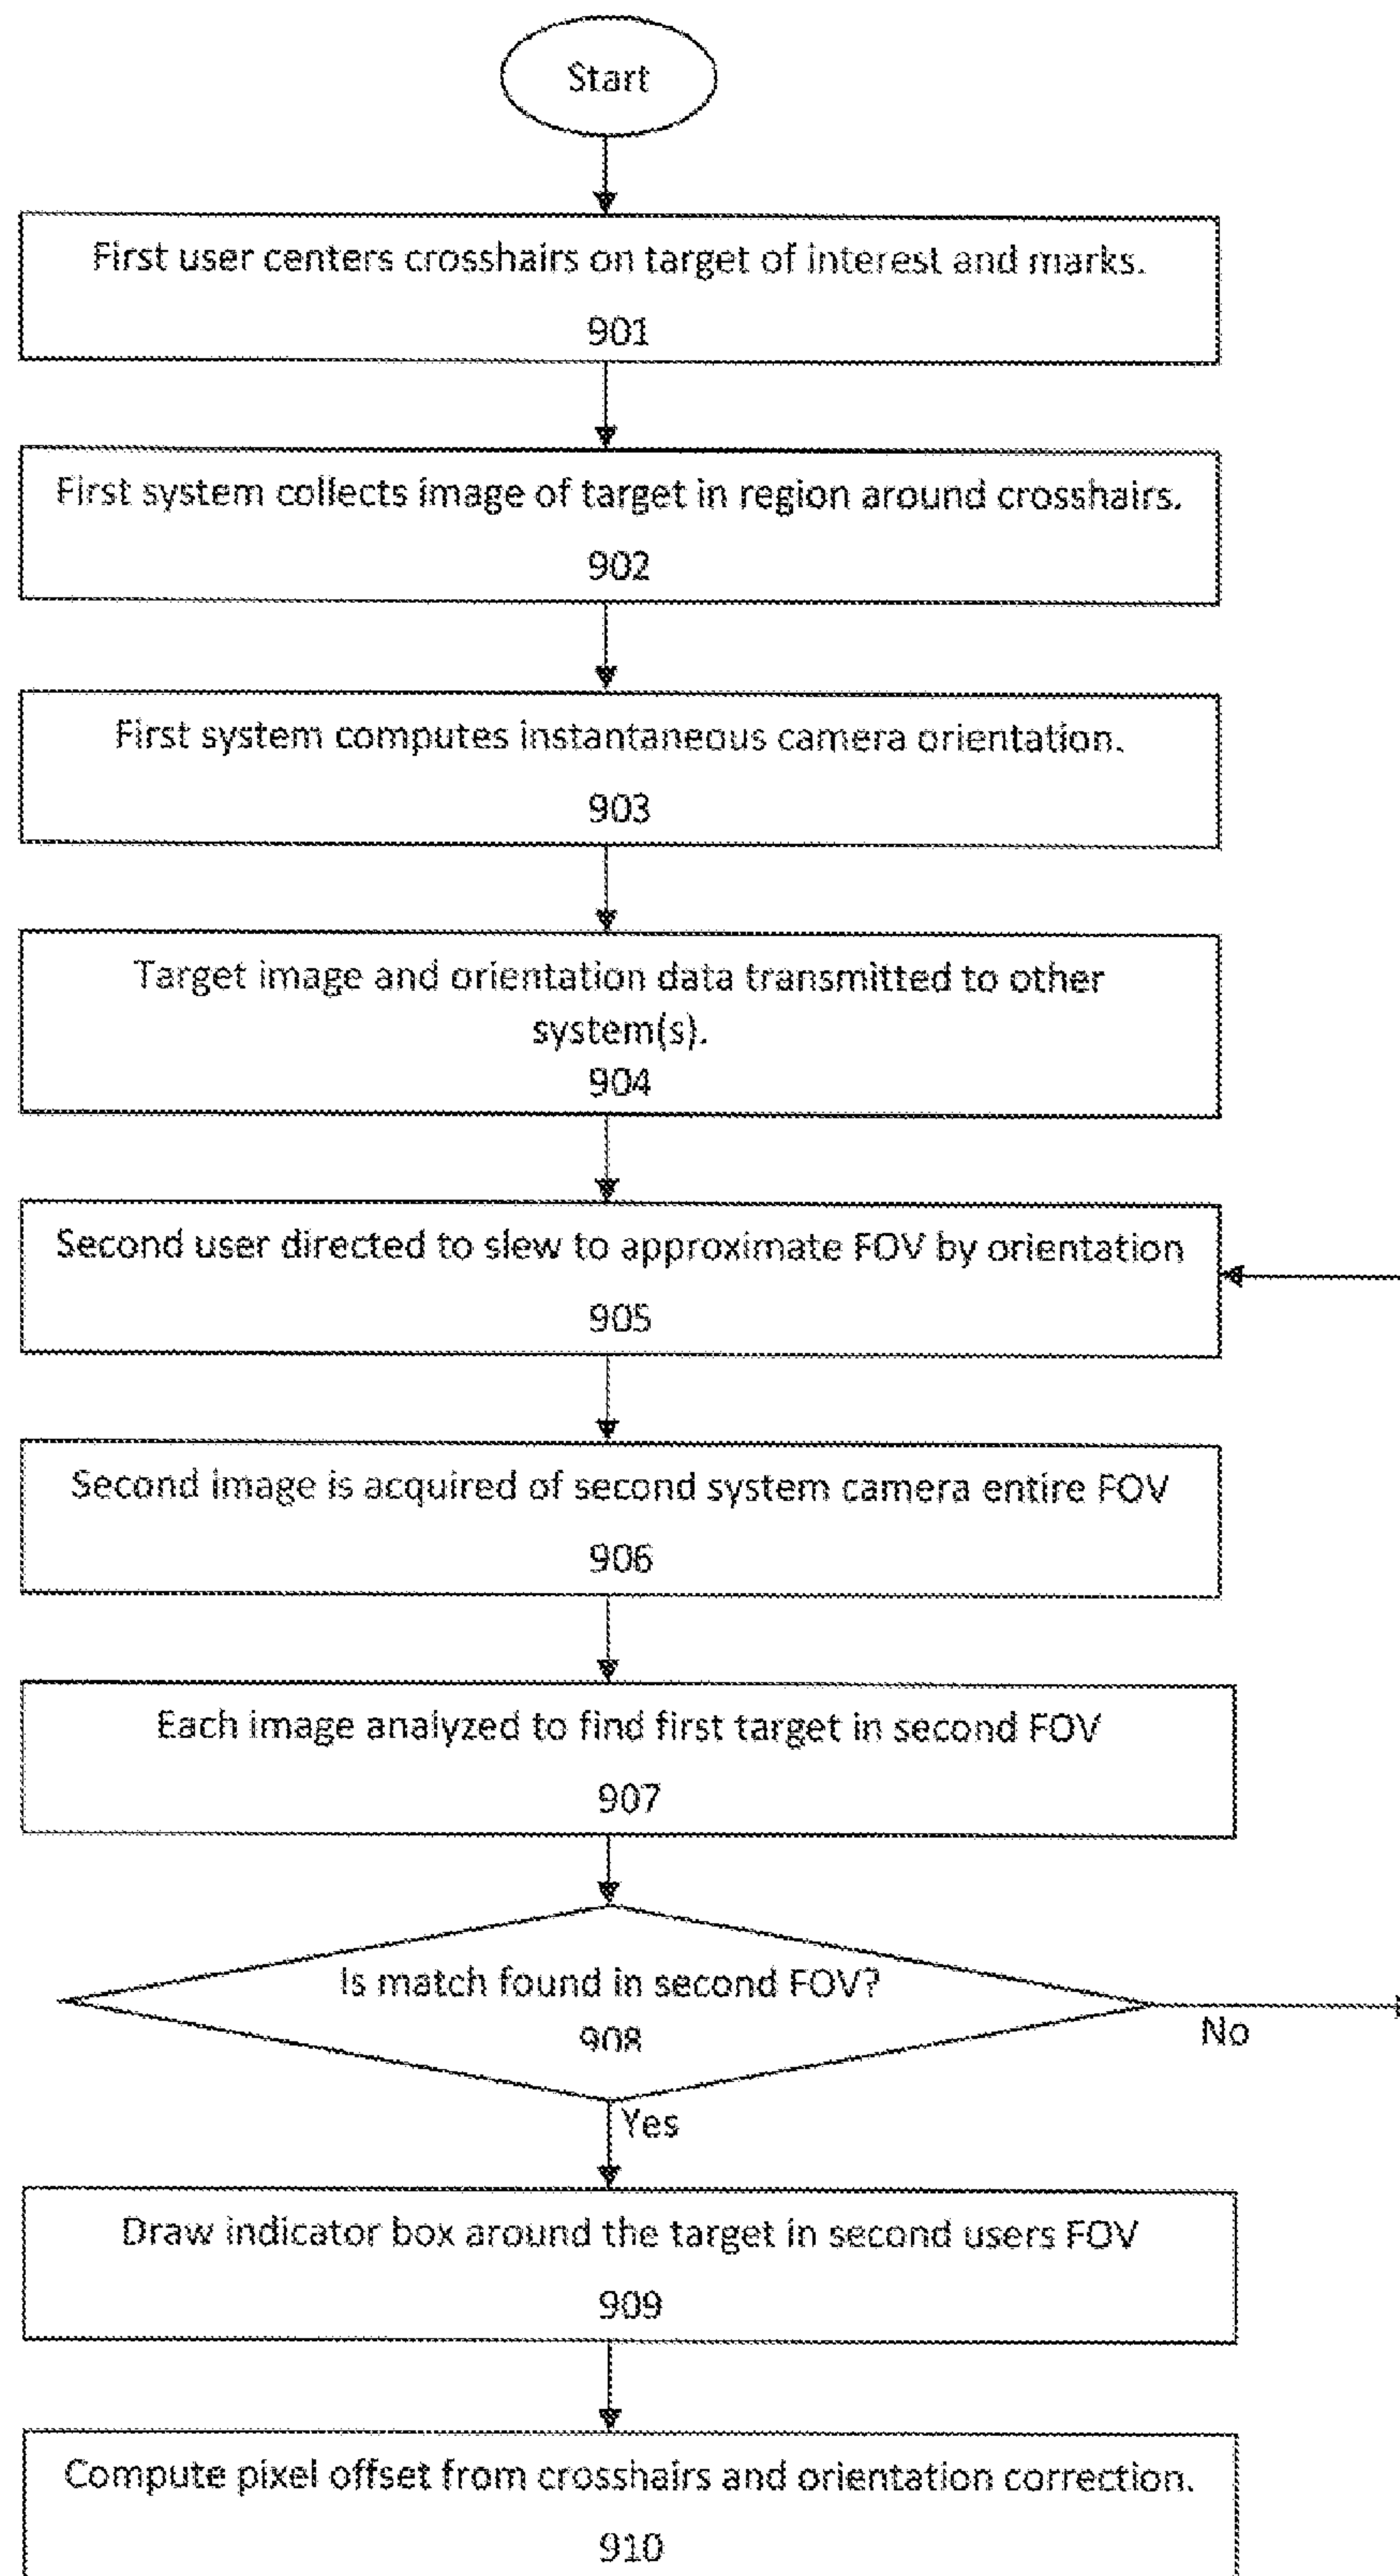 Start
First user centers crosshairs on target of interest and marks.
901
First system collects image of target in region around crosshairs.
902
First system computes instantaneous camera orientation.
903
Target image and orientation data transmitted to other
system(s).
904
Second user directed to slew to approximate FOV by orientation
905
Second image is acquired of second system camera entire FOV
906
Each image analyzed to find first target in second FOV
907
Is match found in second FOV?
908
No
Yes
Draw indicator box around the target in second users FOV
909
Compute pixel offset from crosshairs and orientation correction.
910